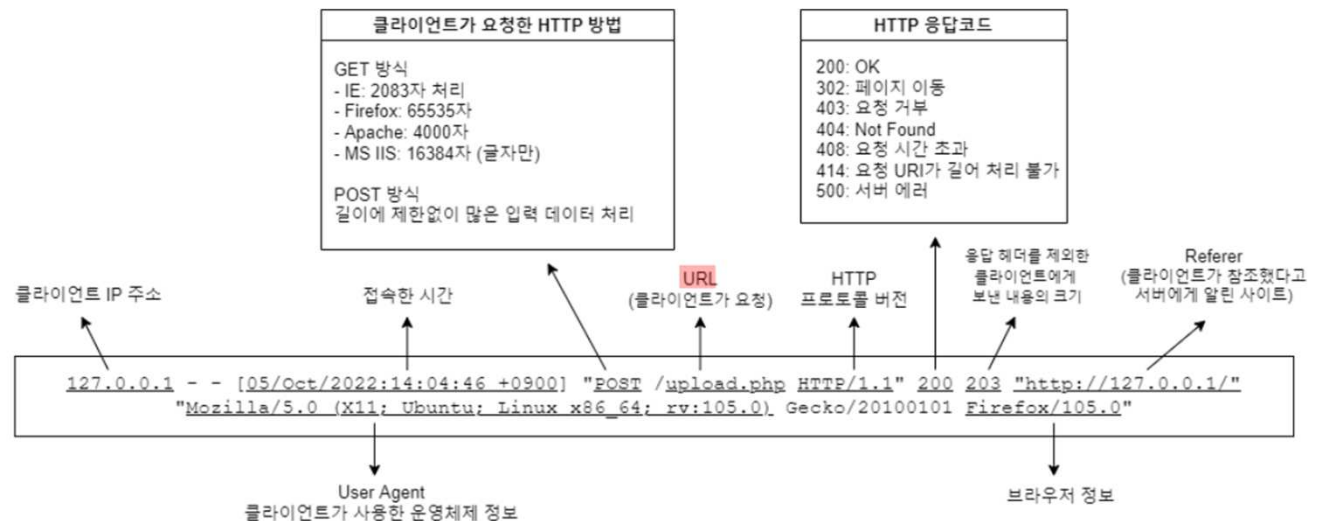 클라이언트가 요청한 HTTP 방법
GET 방식
- IE: 2083자 처리
- Firefox: 65535자
- Apache: 4000자
- MS IIS: 16384자 (글자만)
POST 방식
길이에 제한없이 많은 입력 데이터 처리
HTTP 응답코드
200: OK
302: 페이지 이동
403: 요청 거부
404: Not Found
408: 요청 시간 초과
414: 요청 URI가 길어 처리 불가
500: 서버 에러
클라이언트 IP 주소
접속한 시간
URL
(클라이언트가 요청)
HTTP
프로토콜 버전
응답 헤더를 제외한
클라이언트에게
보낸 내용의 크기
Referer
(클라이언트가 참조했다고
서버에게 알린 사이트)
127.0.0.1 - - [05/Oct/2022:14:04:46 +0900] "POST /upload.php HTTP/1.1" 200 203 "http://127.0.0.1/"
"Mozilla/5.0 (X11; Ubuntu; Linux x86_64; rv:105.0) Gecko/20100101 Firefox/105.0"
User Agent
클라이언트가 사용한 운영체제 정보
브라우저 정보